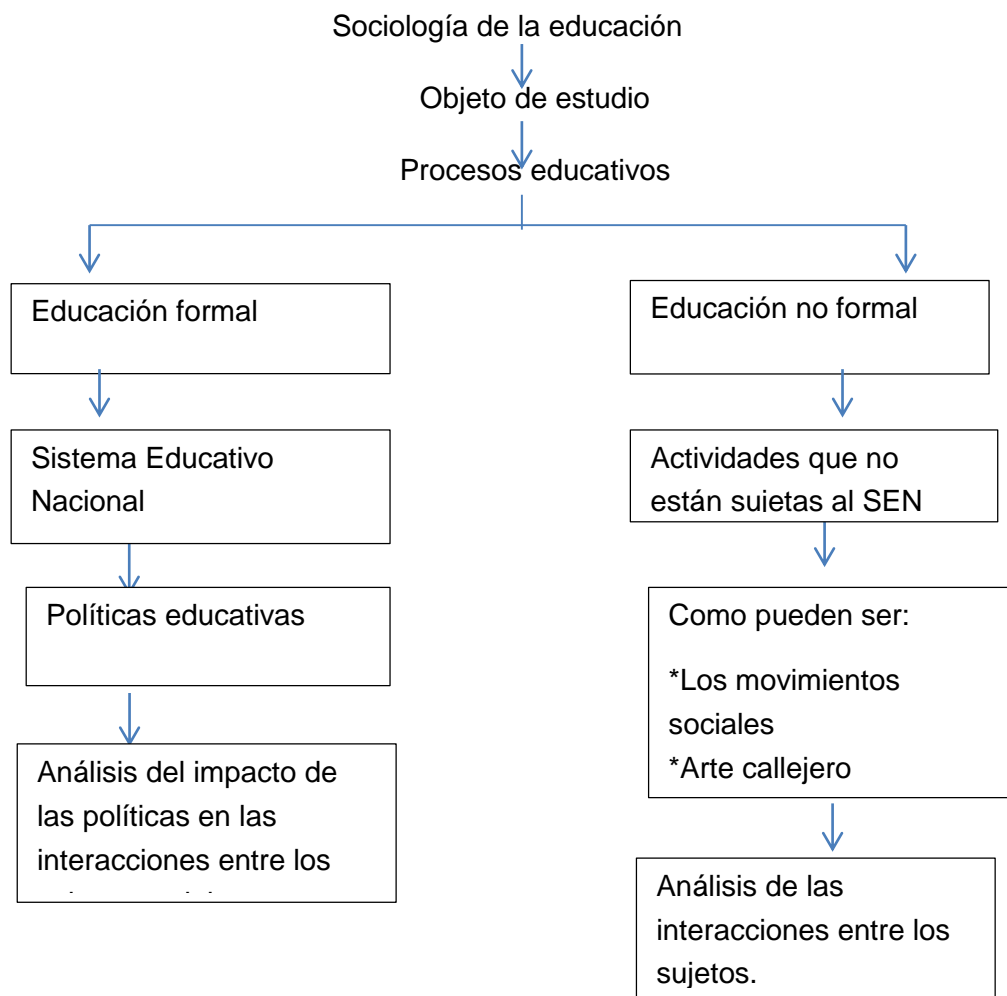 Sociología de la educación
Objeto de estudio
Procesos educativos
Educación formal
Educación no formal
Sistema Educativo
Nacional
Actividades que no
están sujetas al SEN
Políticas educativas
Como pueden ser:
*Los movimientos
sociales
*Arte callejero
Análisis del impacto de
las políticas en las
interacciones entre los
Análisis de las
interacciones entre los
sujetos.